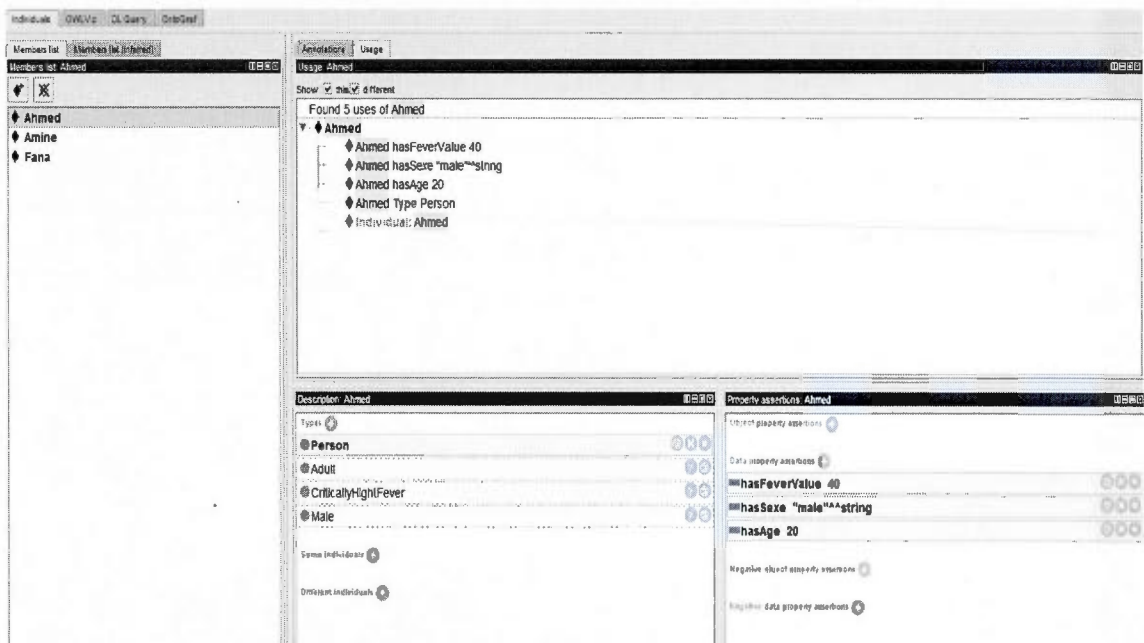 Individuals OWLViz DL Query OntoGraf
Members list Members list (inferred)
Members list: Ahmed
Ahmed
Amine
Fana
Annotations Usage
Usage: Ahmed
Show: this different
Found 5 uses of Ahmed
Ahmed
Ahmed hasFeverValue 40
Ahmed hasSexe "male"^^string
Ahmed hasAge 20
Ahmed Type Person
Individual: Ahmed
Description: Ahmed
Types
Person
Adult
CriticallyHightFever
Male
Same individuals
Different individuals
Property assertions: Ahmed
Object property assertions
Data property assertions
hasFeverValue 40
hasSexe "male"^^string
hasAge 20
Negative object property assertions
Negative data property assertions